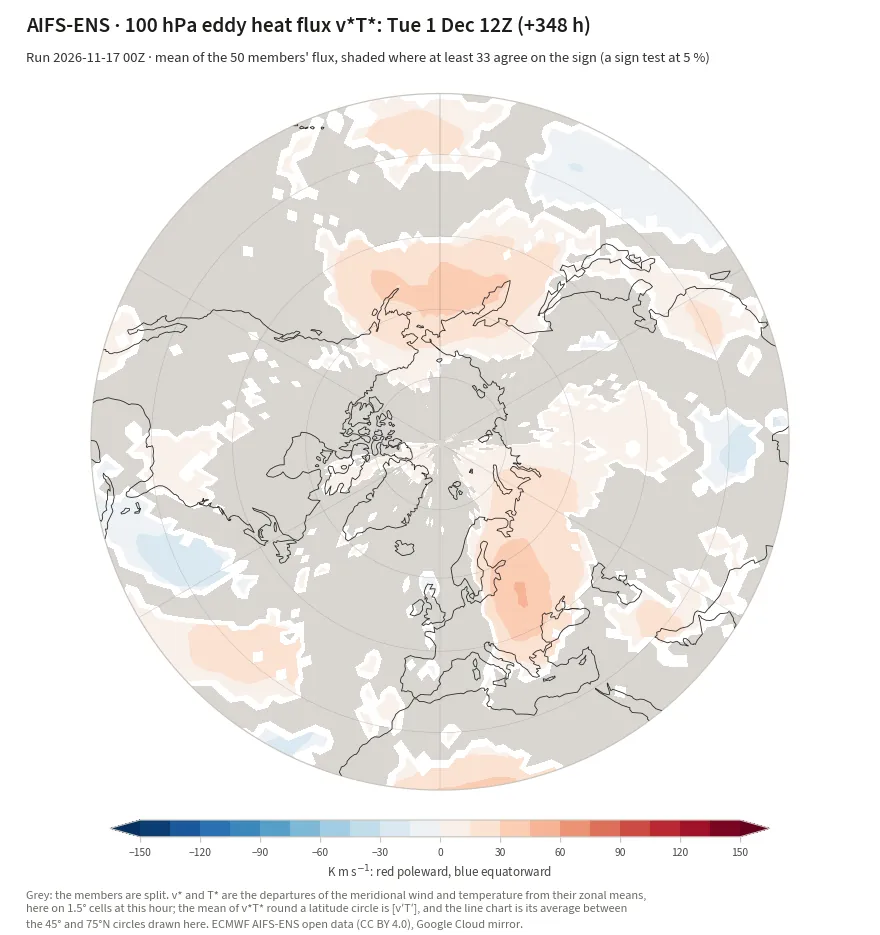 AIFS-ENS · 100 hPa eddy heat flux v*T*: Tue 1 Dec 12Z (+348 h)
Run 2026-11-17 00Z · mean of the 50 members' flux, shaded where at least 33 agree on the sign (a sign test at 5 %)
−150 −120 −90 −60 −30 0 30 60 90 120 150
K m s⁻¹: red poleward, blue equatorward
Grey: the members are split. v* and T* are the departures of the meridional wind and temperature from their zonal means,
here on 1.5° cells at this hour; the mean of v*T* round a latitude circle is [v'T'], and the line chart is its average between
the 45° and 75°N circles drawn here. ECMWF AIFS-ENS open data (CC BY 4.0), Google Cloud mirror.